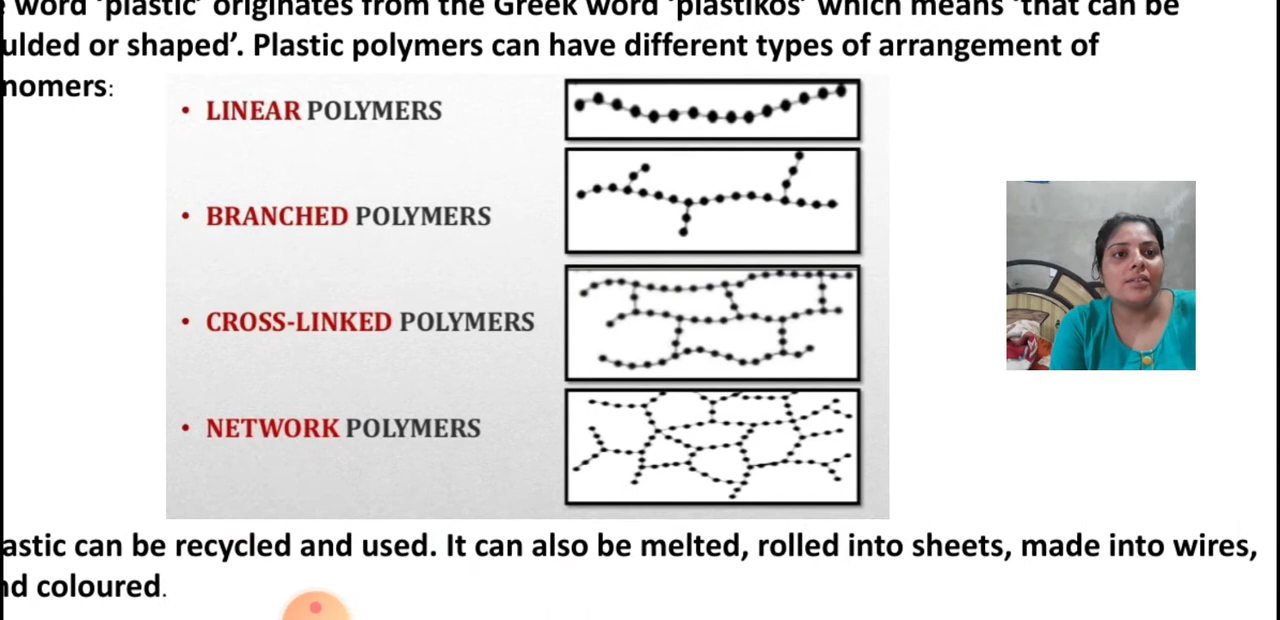 word 'plastic' originates from the Greek word 'plastikos' which means 'that can be
ulded or shaped'. Plastic polymers can have different types of arrangement of
nomers:
• LINEAR POLYMERS
• BRANCHED POLYMERS
• CROSS-LINKED POLYMERS
• NETWORK POLYMERS
astic can be recycled and used. It can also be melted, rolled into sheets, made into wires,
nd coloured.